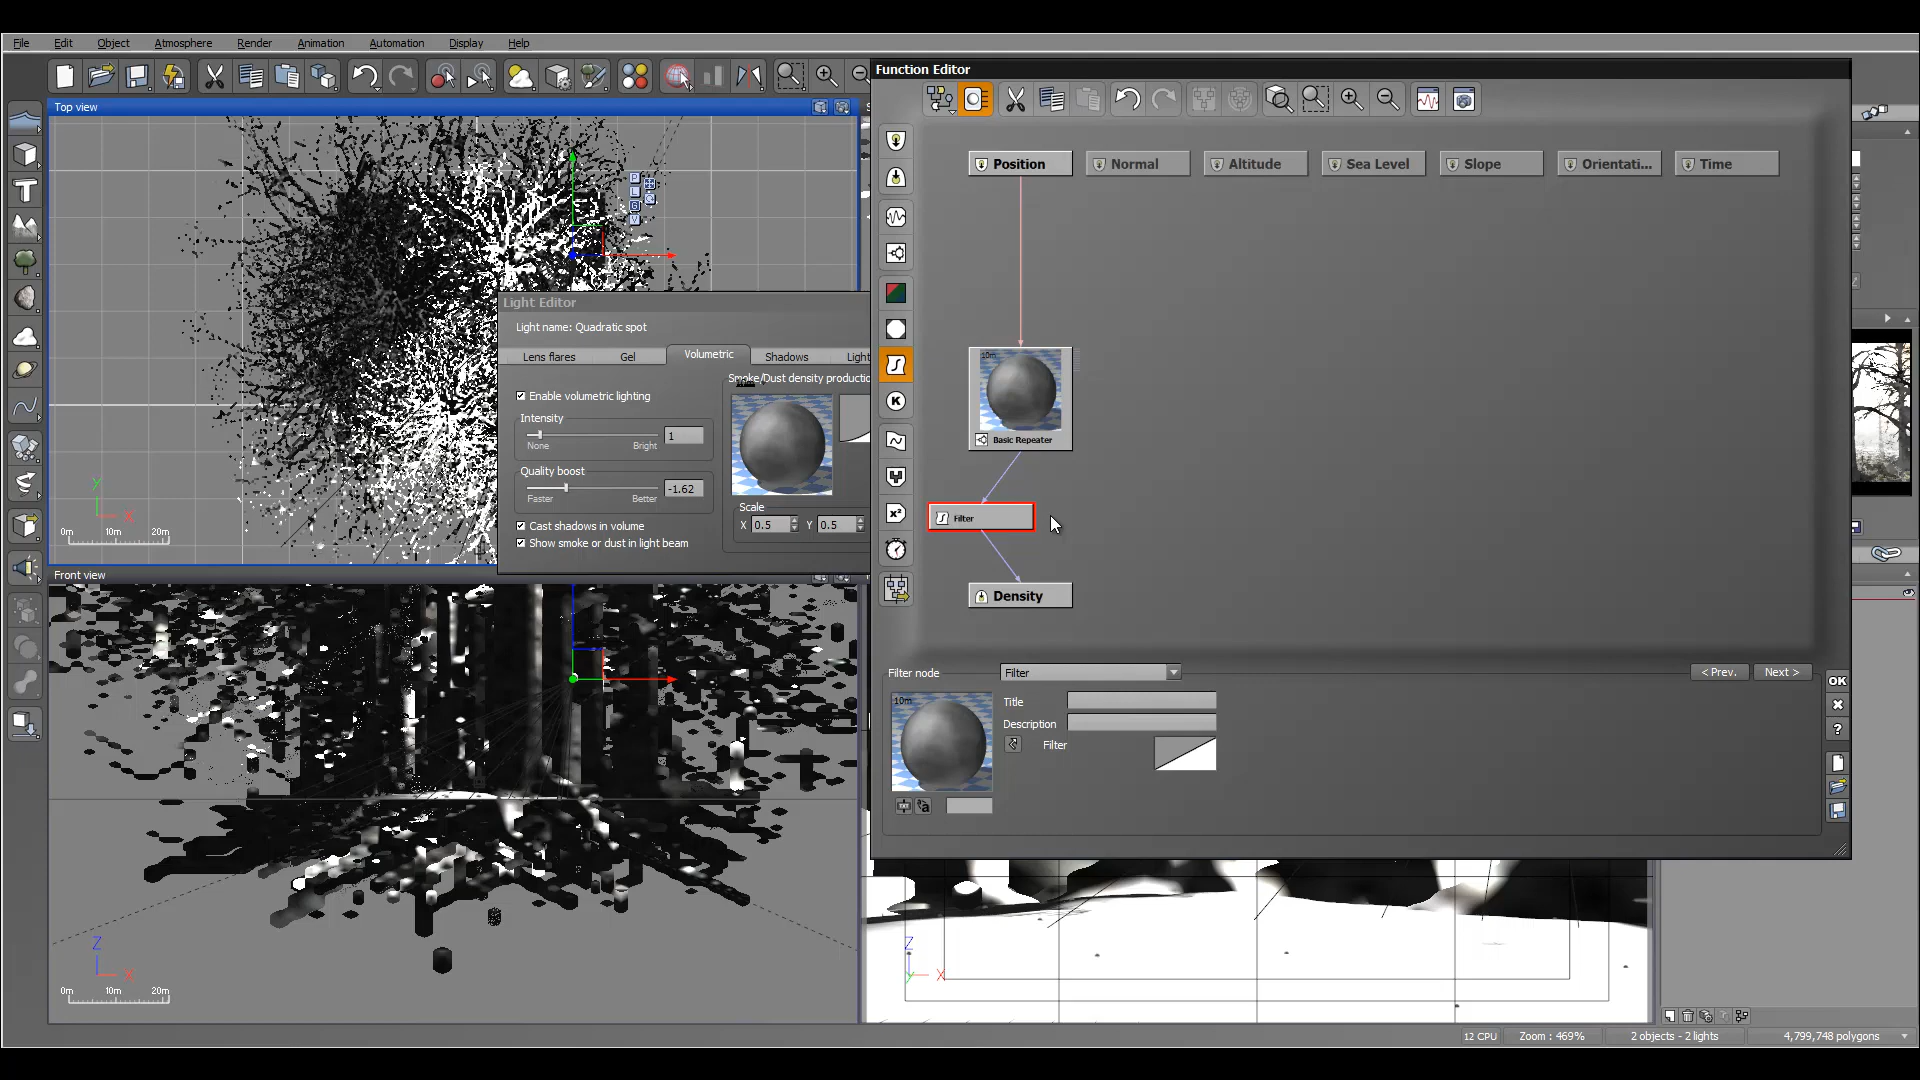 File Edit Object Atmosphere Render Animation Automation Display Help
Function Editor
Top view
Position Normal Altitude Sea Level Slope Orientati... Time
P
L
G
V
Light Editor
Light name: Quadratic spot
Lens flares Gel Volumetric Shadows Light
Smoke/Dust density productio
Enable volumetric lighting
Intensity
1
None Bright
Quality boost
-1.62
Faster Better
Scale
X 0.5 Y 0.5
Cast shadows in volume
Show smoke or dust in light beam
10m
Basic Repeater
Filter
Density
Y
X
0m 10m 20m
Front view
Z
X
0m 10m 20m
Filter node Filter < Prev. Next >
OK
10m
Title
Description
Filter
K
x²
a
?
Z
Y X
12 CPU Zoom : 469% 2 objects - 2 lights 4,799,748 polygons